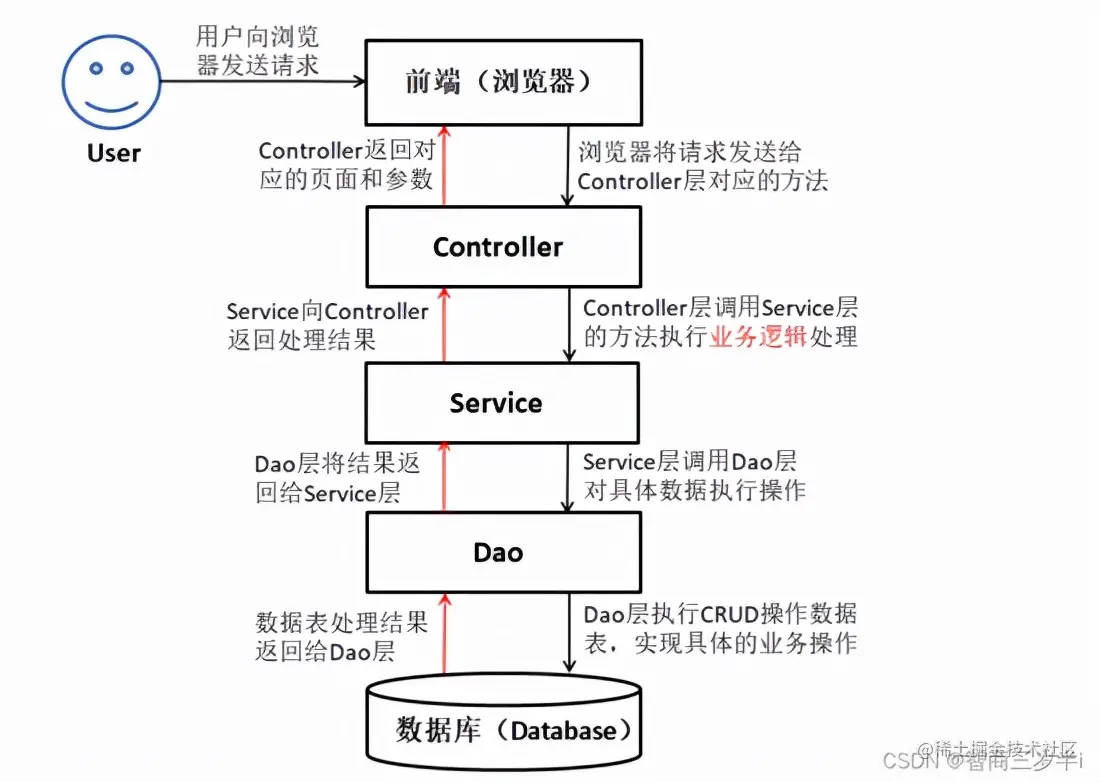 用户向浏览
器发送请求
前端（浏览器）
User
Controller返回对
应的页面和参数
浏览器将请求发送给
Controller层对应的方法
Controller
Service向Controller
返回处理结果
Controller层调用Service层
的方法执行业务逻辑处理
Service
Dao层将结果返
回给Service层
Service层调用Dao层
对具体数据执行操作
Dao
数据表处理结果
返回给Dao层
Dao层执行CRUD操作数据
表，实现具体的业务操作
数据库（Database）
@稀土掘金技术社区
CSDN @智商三岁半i